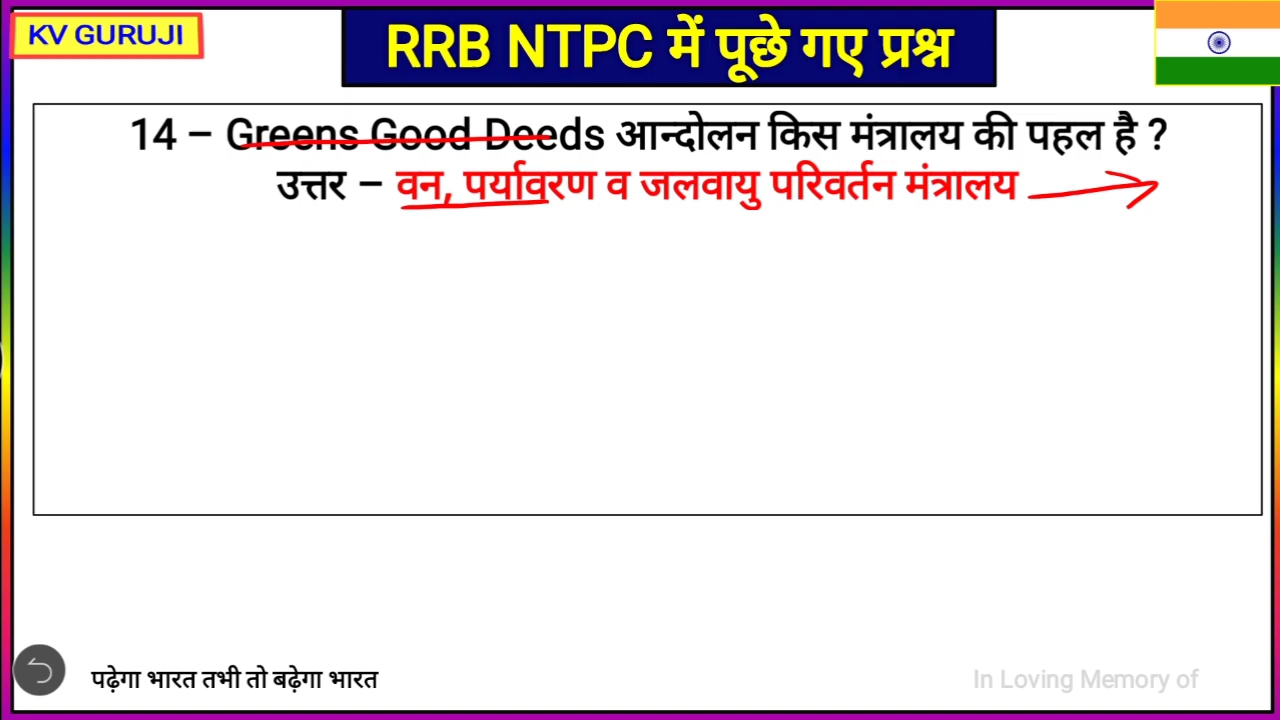 KV GURUJI
RRB NTPC में पूछे गए प्रश्न
14 – Greens Good Deeds आन्दोलन किस मंत्रालय की पहल है ?
उत्तर – वन, पर्यावरण व जलवायु परिवर्तन मंत्रालय
पढ़ेगा भारत तभी तो बढ़ेगा भारत
In Loving Memory of